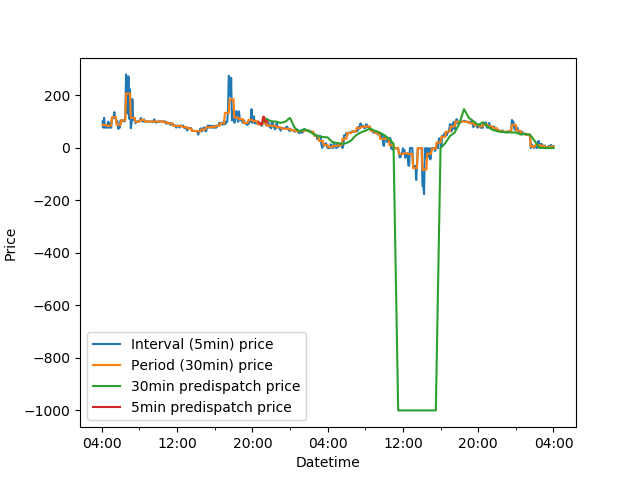 200
0
−200
−400
−600
−800
−1000
Price
Interval (5min) price
Period (30min) price
30min predispatch price
5min predispatch price
04:00 12:00 20:00 04:00 12:00 20:00 04:00
Datetime